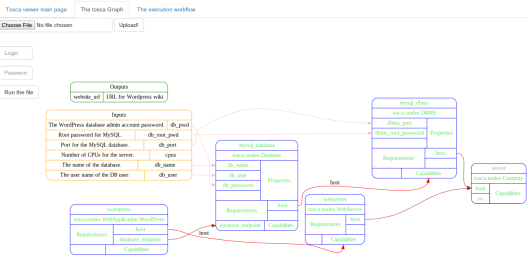 Tosca viewer main page
The tosca Graph
The execution workflow
Choose File No file chosen
Upload!
Login
Password
Run the file
Outputs
website_url URL for Wordpress wiki.
Inputs
The WordPress database admin account password. db_pwd
Root password for MySQL. db_root_pwd
Port for the MySQL database. db_port
Number of CPUs for the server. cpus
The name of the database. db_name
The user name of the DB user. db_user
mysql_database
tosca.nodes.Database
db_name
db_user
db_password
Properties
Requirements
host
database_endpoint
Capabilities
mysql_dbms
tosca.nodes.DBMS
dbms_port
dbms_root_password
Properties
Requirements
host
Capabilities
server
tosca.nodes.Compute
host
os
Capabilities
wordpress
tosca.nodes.WebApplication.WordPress
Requirements
host
database_endpoint
Capabilities
host
host
webserver
tosca.nodes.WebServer
Requirements
host
Capabilities